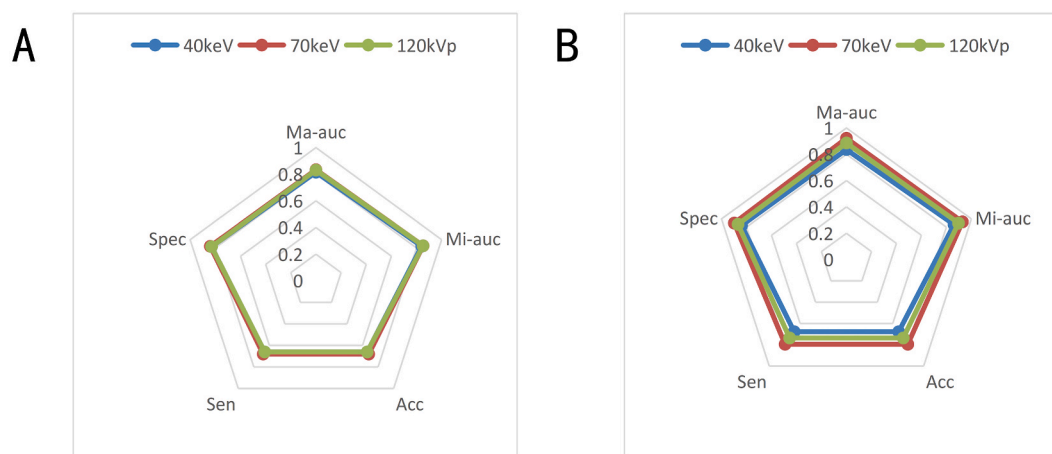 A
40keV 70keV 120kVp
Ma-auc
1
0.8
0.6
0.4
0.2
0
Mi-auc
Acc
Sen
Spec
B
40keV 70keV 120kVp
Ma-auc
1
0.8
0.6
0.4
0.2
0
Mi-auc
Acc
Sen
Spec